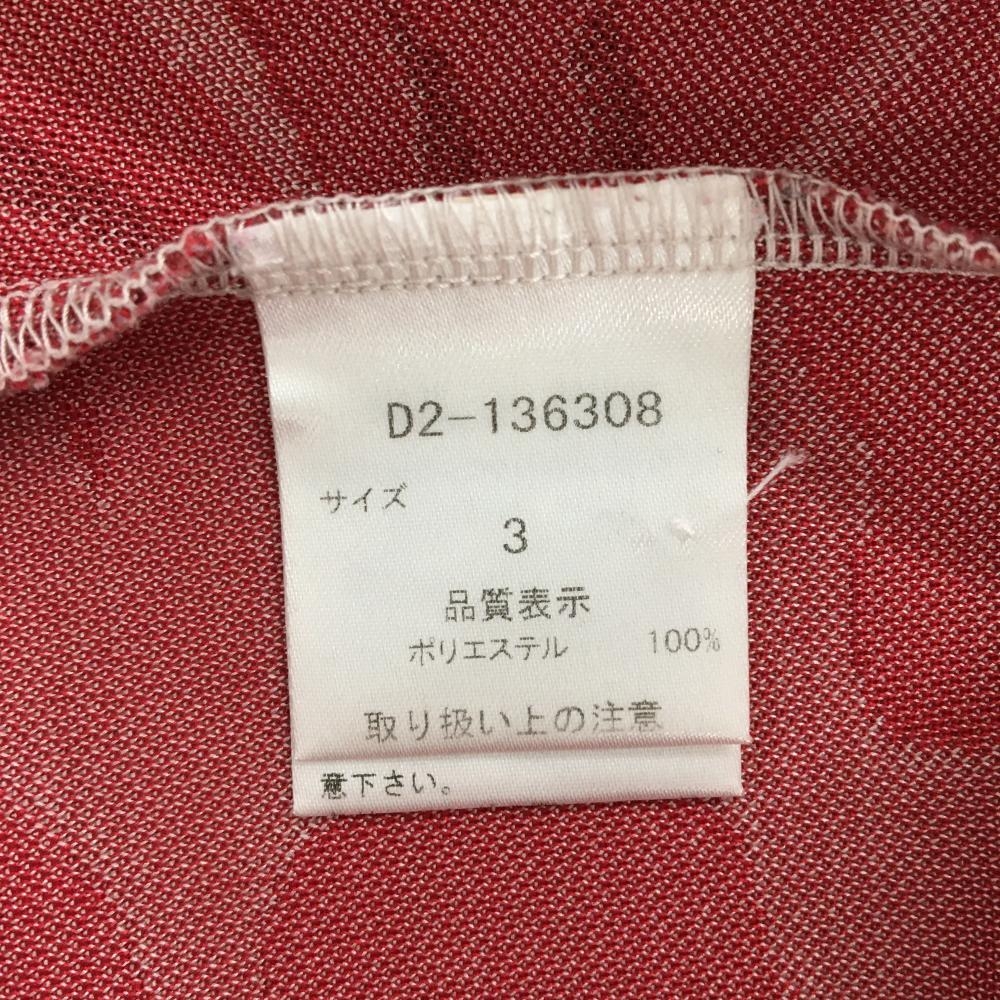 D2-136308
サイズ
3
品質表示
ポリエステル 100%
取り扱い上の注意
意下さい。